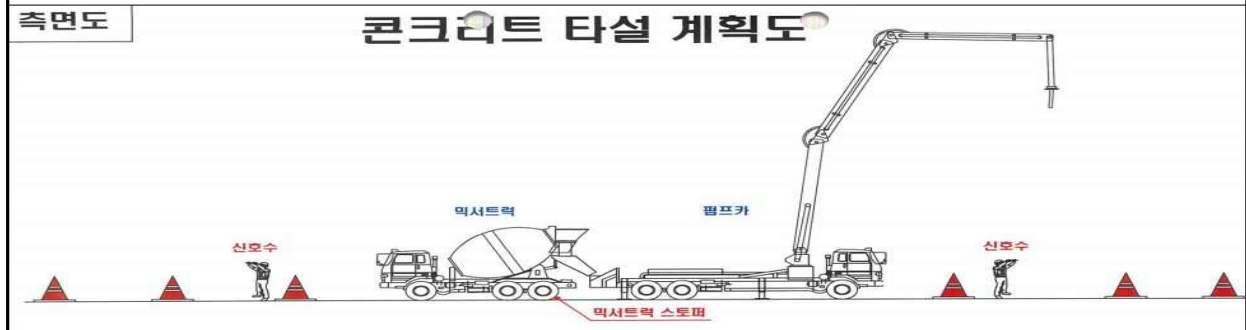 측면도
콘크리트 타설 계획도
믹서트럭
펌프카
신호수
신호수
믹서트럭 스토퍼